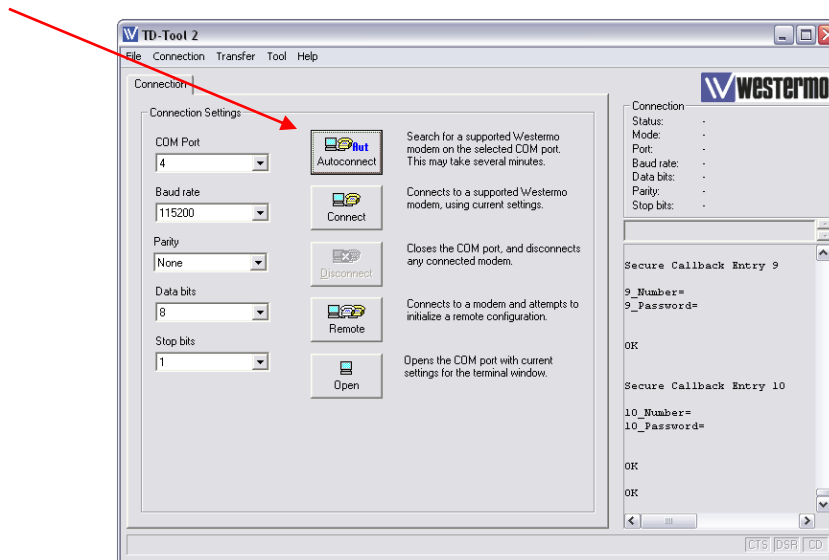 TD-Tool 2
File Connection Transfer Tool Help
Connection
Connection Settings
COM Port
4
Baud rate
115200
Parity
None
Data bits
8
Stop bits
1
Aut
Autoconnect
Search for a supported Westermo
modem on the selected COM port.
This may take several minutes.
Connect
Connects to a supported Westermo
modem, using current settings.
Disconnect
Closes the COM port, and disconnects
any connected modem.
Remote
Connects to a modem and attempts to
initialize a remote configuration.
Open
Opens the COM port with current
settings for the terminal window.
westermo
Connection
Status: -
Mode: -
Port: -
Baud rate: -
Data bits: -
Parity: -
Stop bits: -
Secure Callback Entry 9
9_Number=
9_Password=
OK
Secure Callback Entry 10
10_Number=
10_Password=
OK
OK
CTS DSR CD